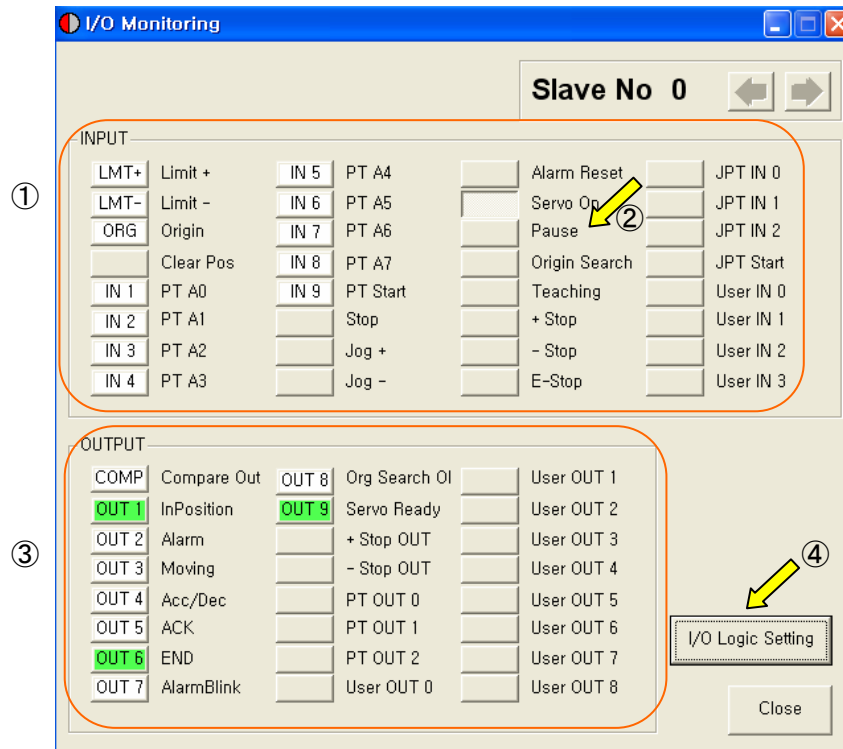 I/O Monitoring
Slave No 0
①
INPUT
LMT+ Limit + IN 5 PT A4 Alarm Reset JPT IN 0
LMT- Limit - IN 6 PT A5 Servo On JPT IN 1
②
ORG Origin IN 7 PT A6 Pause JPT IN 2
Clear Pos IN 8 PT A7 Origin Search JPT Start
IN 1 PT A0 IN 9 PT Start Teaching User IN 0
IN 2 PT A1 Stop + Stop User IN 1
IN 3 PT A2 Jog + - Stop User IN 2
IN 4 PT A3 Jog - E-Stop User IN 3
③
OUTPUT
COMP Compare Out OUT 8 Org Search Ol User OUT 1
OUT 1 InPosition OUT 9 Servo Ready User OUT 2
OUT 2 Alarm + Stop OUT User OUT 3
OUT 3 Moving - Stop OUT User OUT 4
OUT 4 Acc/Dec PT OUT 0 User OUT 5
OUT 5 ACK PT OUT 1 User OUT 6
OUT 6 END PT OUT 2 User OUT 7
OUT 7 AlarmBlink User OUT 0 User OUT 8
④
I/O Logic Setting
Close